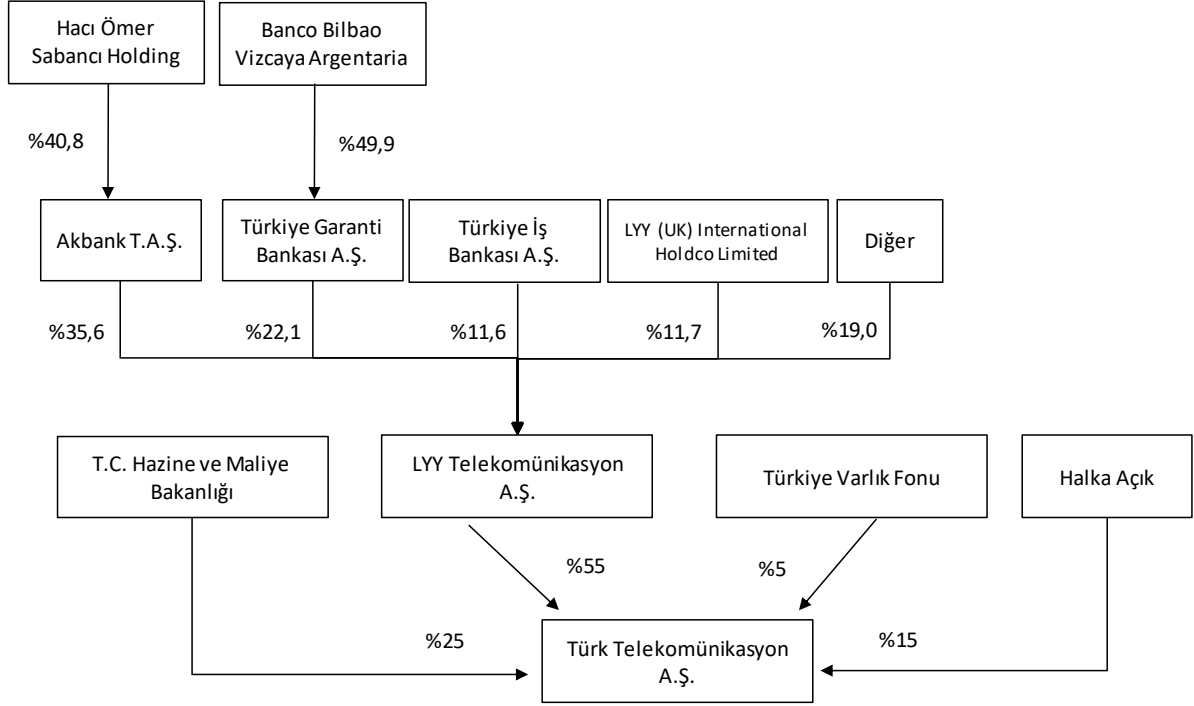 Hacı Ömer
Sabancı Holding
Banco Bilbao
Vizcaya Argentaria
%40,8
%49,9
Akbank T.A.Ş.
Türkiye Garanti
Bankası A.Ş.
Türkiye İş
Bankası A.Ş.
LYY (UK) International
Holdco Limited
Diğer
%35,6
%22,1
%11,6
%11,7
%19,0
T.C. Hazine ve Maliye
Bakanlığı
LYY Telekomünikasyon
A.Ş.
Türkiye Varlık Fonu
Halka Açık
%55
%5
%25
%15
Türk Telekomünikasyon
A.Ş.